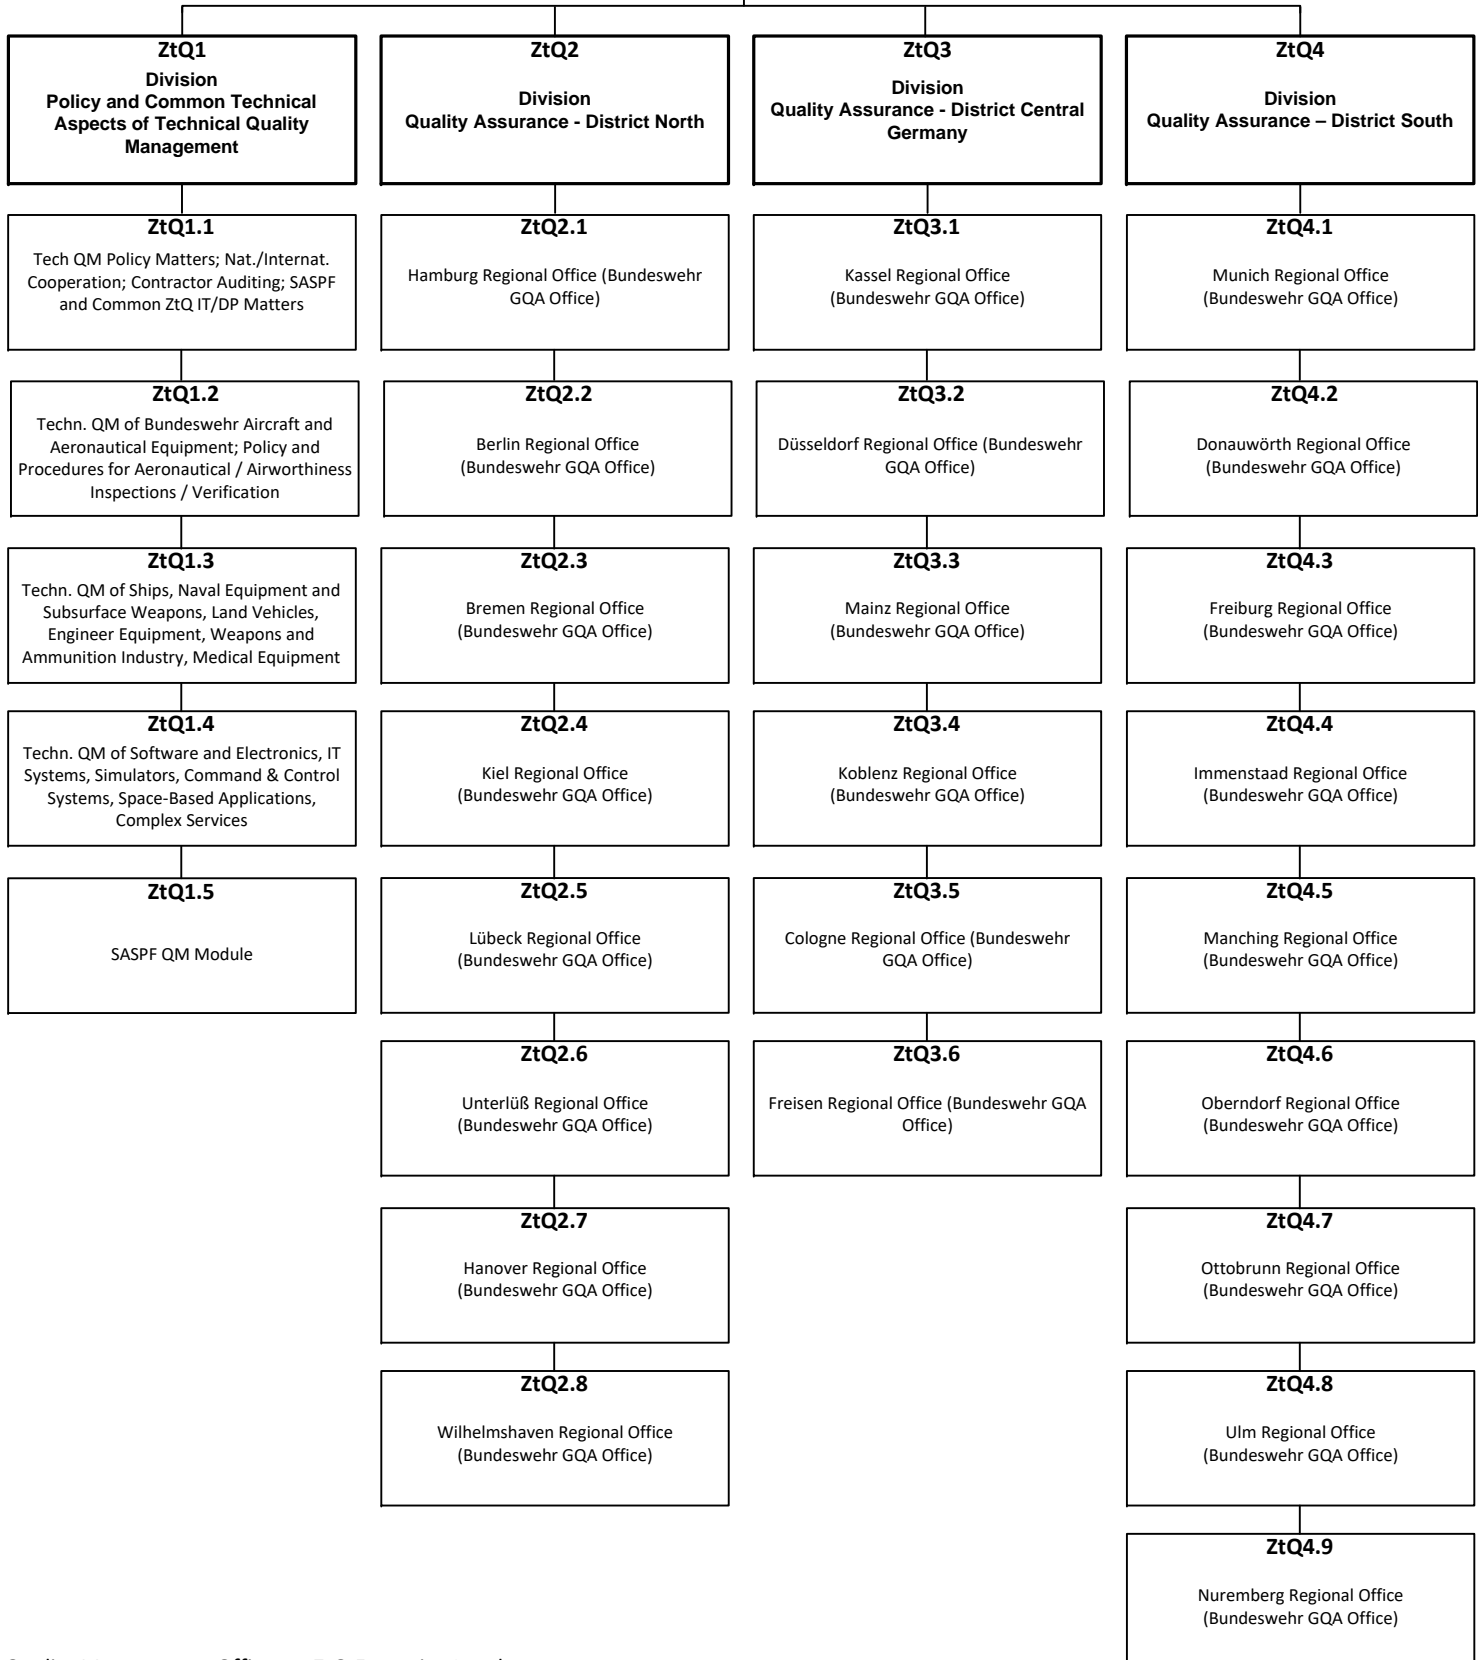 ZtQ1
Division
Policy and Common Technical
Aspects of Technical Quality
Management
ZtQ1.1
Tech QM Policy Matters; Nat./Internat.
Cooperation; Contractor Auditing; SASPF
and Common ZtQ IT/DP Matters
ZtQ1.2
Techn. QM of Bundeswehr Aircraft and
Aeronautical Equipment; Policy and
Procedures for Aeronautical / Airworthiness
Inspections / Verification
ZtQ1.3
Techn. QM of Ships, Naval Equipment and
Subsurface Weapons, Land Vehicles,
Engineer Equipment, Weapons and
Ammunition Industry, Medical Equipment
ZtQ1.4
Techn. QM of Software and Electronics, IT
Systems, Simulators, Command & Control
Systems, Space-Based Applications,
Complex Services
ZtQ1.5
SASPF QM Module
ZtQ2
Division
Quality Assurance - District North
ZtQ2.1
Hamburg Regional Office (Bundeswehr
GQA Office)
ZtQ2.2
Berlin Regional Office
(Bundeswehr GQA Office)
ZtQ2.3
Bremen Regional Office
(Bundeswehr GQA Office)
ZtQ2.4
Kiel Regional Office
(Bundeswehr GQA Office)
ZtQ2.5
Lübeck Regional Office
(Bundeswehr GQA Office)
ZtQ2.6
Unterlüß Regional Office
(Bundeswehr GQA Office)
ZtQ2.7
Hanover Regional Office
(Bundeswehr GQA Office)
ZtQ2.8
Wilhelmshaven Regional Office
(Bundeswehr GQA Office)
ZtQ3
Division
Quality Assurance - District Central
Germany
ZtQ3.1
Kassel Regional Office
(Bundeswehr GQA Office)
ZtQ3.2
Düsseldorf Regional Office (Bundeswehr
GQA Office)
ZtQ3.3
Mainz Regional Office
(Bundeswehr GQA Office)
ZtQ3.4
Koblenz Regional Office
(Bundeswehr GQA Office)
ZtQ3.5
Cologne Regional Office (Bundeswehr
GQA Office)
ZtQ3.6
Freisen Regional Office (Bundeswehr GQA
Office)
ZtQ4
Division
Quality Assurance – District South
ZtQ4.1
Munich Regional Office
(Bundeswehr GQA Office)
ZtQ4.2
Donauwörth Regional Office
(Bundeswehr GQA Office)
ZtQ4.3
Freiburg Regional Office
(Bundeswehr GQA Office)
ZtQ4.4
Immenstaad Regional Office
(Bundeswehr GQA Office)
ZtQ4.5
Manching Regional Office
(Bundeswehr GQA Office)
ZtQ4.6
Oberndorf Regional Office
(Bundeswehr GQA Office)
ZtQ4.7
Ottobrunn Regional Office
(Bundeswehr GQA Office)
ZtQ4.8
Ulm Regional Office
(Bundeswehr GQA Office)
ZtQ4.9
Nuremberg Regional Office
(Bundeswehr GQA Office)